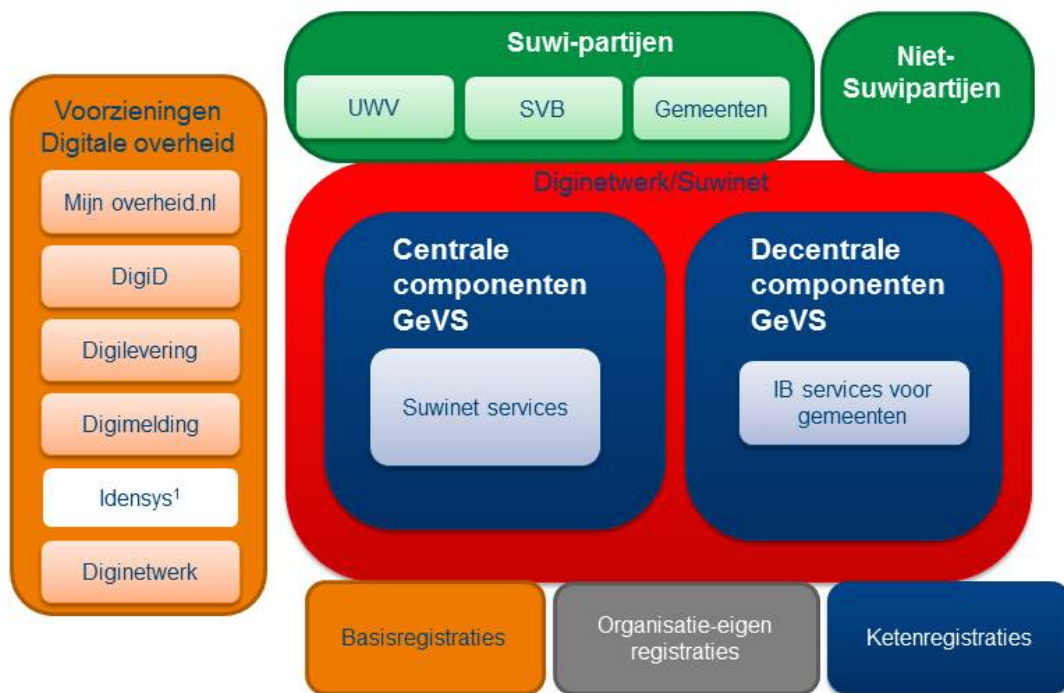 Voorzieningen
Digitale overheid
Mijn overheid.nl
DigiD
Digilevering
Digimelding
Idensys¹
Diginetwerk
Suwi-partijen
UWV
SVB
Gemeenten
Niet-
Suwipartijen
Diginetwerk/Suwinet
Centrale
componenten
GeVS
Suwinet services
Decentrale
componenten
GeVS
IB services voor
gemeenten
Basisregistraties
Organisatie-eigen
registraties
Ketenregistraties